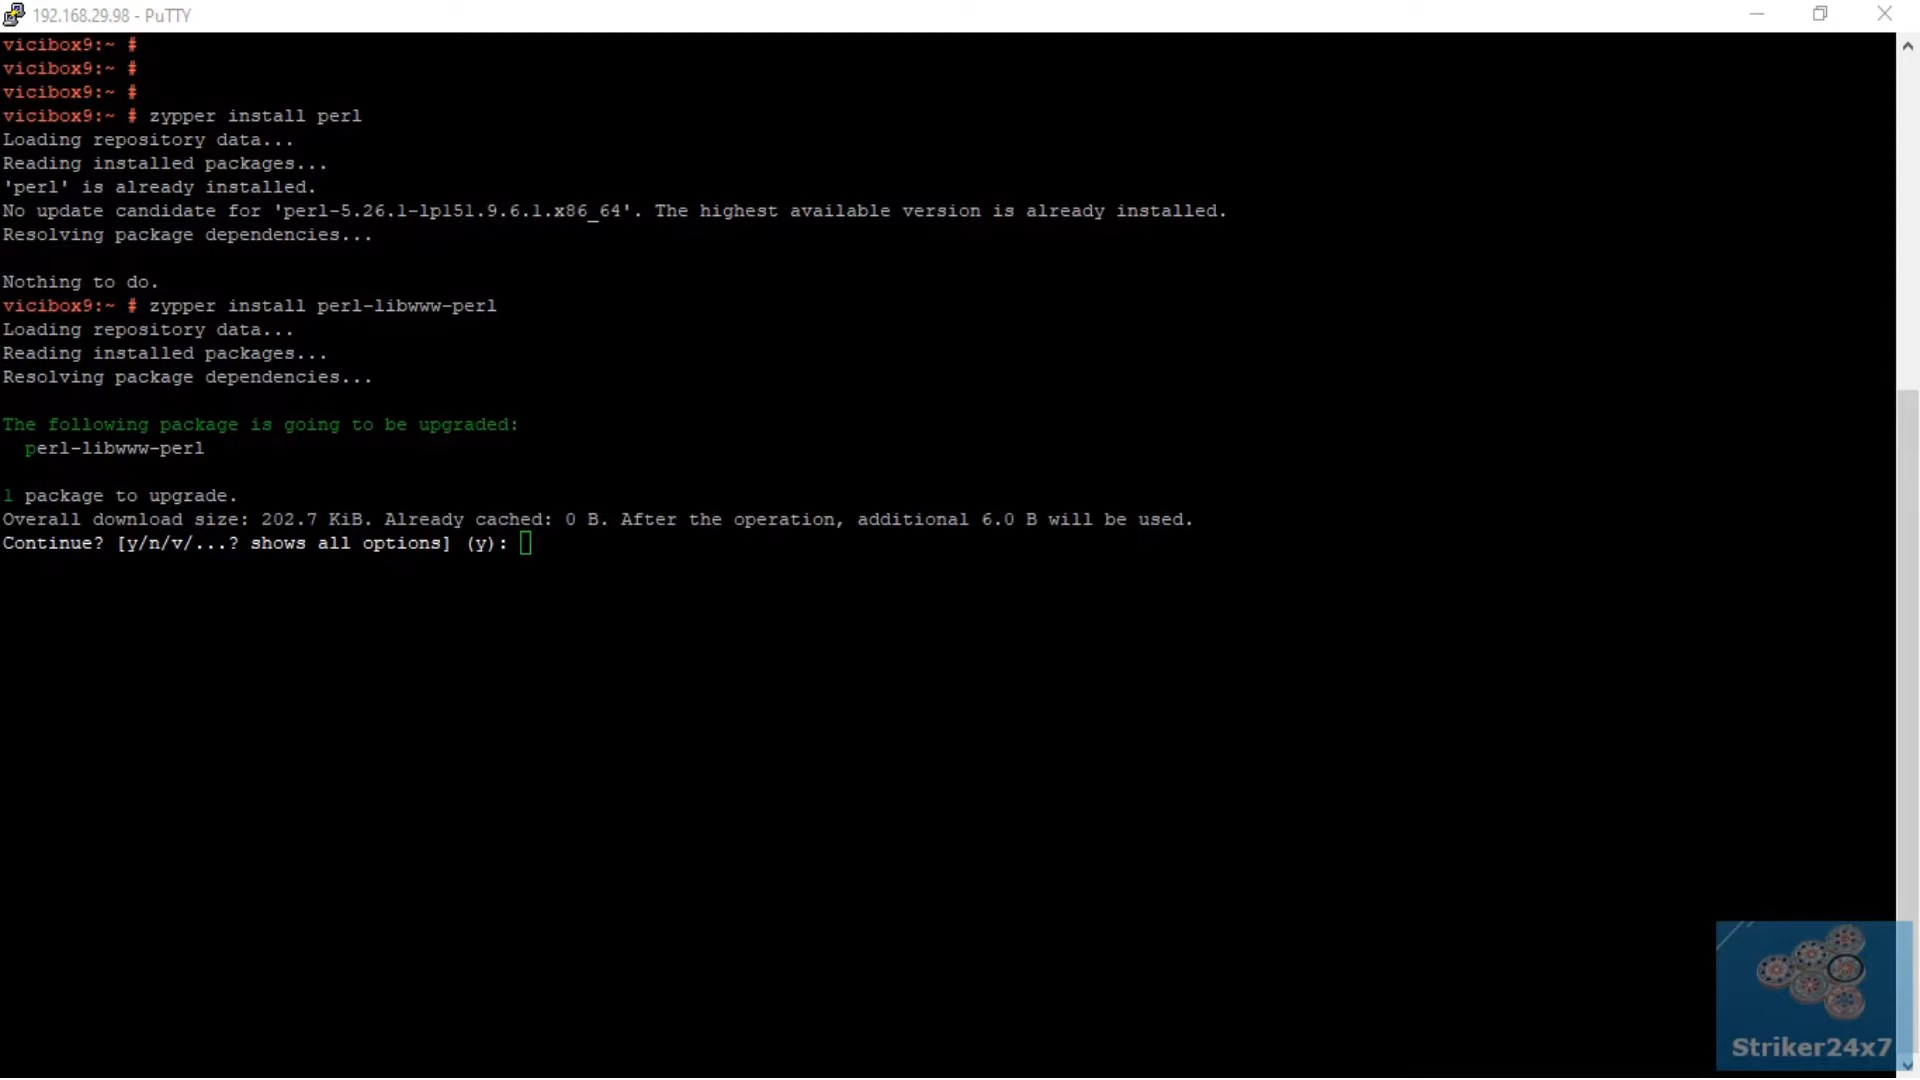 192.168.29.98 - PuTTY
vicibox9:~ #
vicibox9:~ #
vicibox9:~ #
vicibox9:~ # zypper install perl
Loading repository data...
Reading installed packages...
'perl' is already installed.
No update candidate for 'perl-5.26.1-lp151.9.6.1.x86_64'. The highest available version is already installed.
Resolving package dependencies...
Nothing to do.
vicibox9:~ # zypper install perl-libwww-perl
Loading repository data...
Reading installed packages...
Resolving package dependencies...
The following package is going to be upgraded:
perl-libwww-perl
1 package to upgrade.
Overall download size: 202.7 KiB. Already cached: 0 B. After the operation, additional 6.0 B will be used.
Continue? [y/n/v/...? shows all options] (y):
Striker24x7